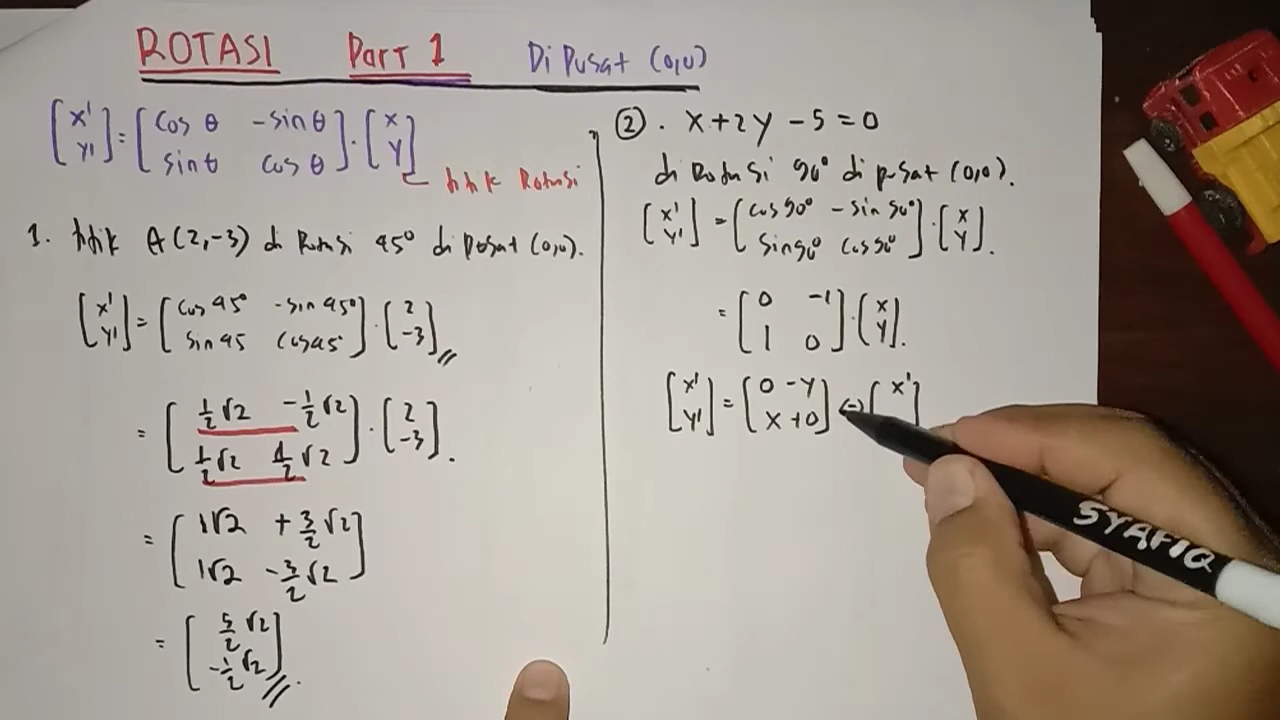 ROTASI Part 1 Di Pusat (0,0)
[x' y'] = [cos θ -sin θ sin θ cos θ] . [x y]
titik Rotasi
1. titik A (2,-3) di Rotasi 45° di Pusat (0,0).
[x' y'] = [cos 45° -sin 45° sin 45 cos 45] . [2 -3]
= [1/2 √2 -1/2 √2 1/2 √2 1/2 √2] . [2 -3].
= [1√2 + 3/2 √2 1√2 - 3/2 √2]
= [5/2 √2 -1/2 √2].
2. x + 2y - 5 = 0
di Rotasi 90° di pusat (0,0).
[x' y'] = [cos 90° -sin 90° sin 90° cos 90°] . [x y].
= [0 -1 1 0] . [x y].
[x' y'] = [0 - y x + 0] ⇔ [x' ]
SYAFIQ